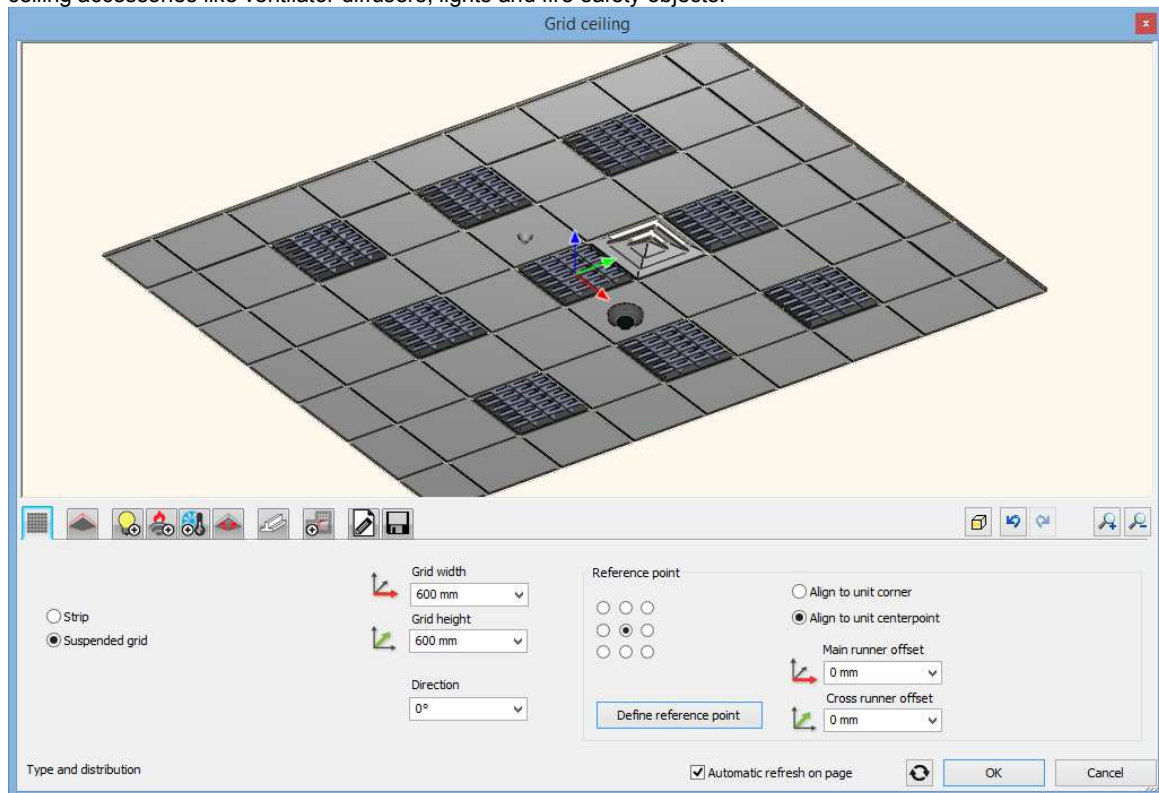 ceiling accessories like ventilator diffusers, lights and fire safety objects.
Grid ceiling
x
Strip
Suspended grid
Grid width
600 mm
Grid height
600 mm
Direction
0°
Reference point
Define reference point
Align to unit corner
Align to unit centerpoint
Main runner offset
0 mm
Cross runner offset
0 mm
Type and distribution
Automatic refresh on page
OK
Cancel